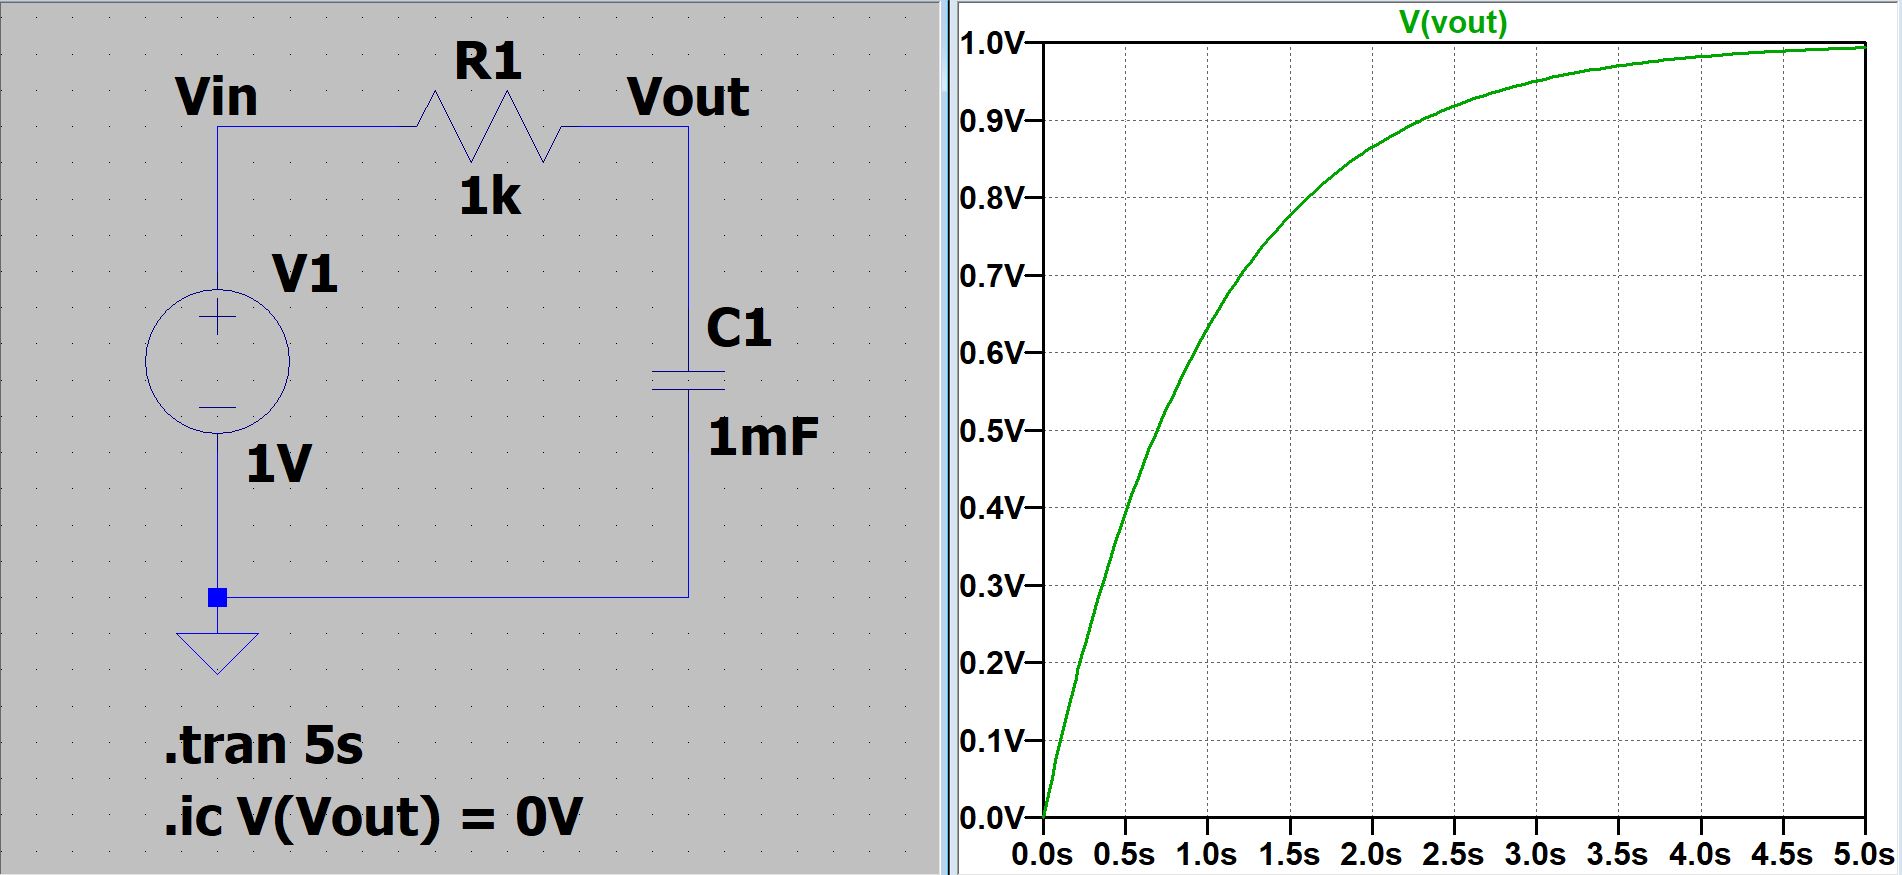 R1
Vin
Vout
1k
V1
C1
1mF
1V
.tran 5s
.ic V(Vout) = 0V
V(vout)
1.0V
0.9V
0.8V
0.7V
0.6V
0.5V
0.4V
0.3V
0.2V
0.1V
0.0V
0.0s 0.5s 1.0s 1.5s 2.0s 2.5s 3.0s 3.5s 4.0s 4.5s 5.0s